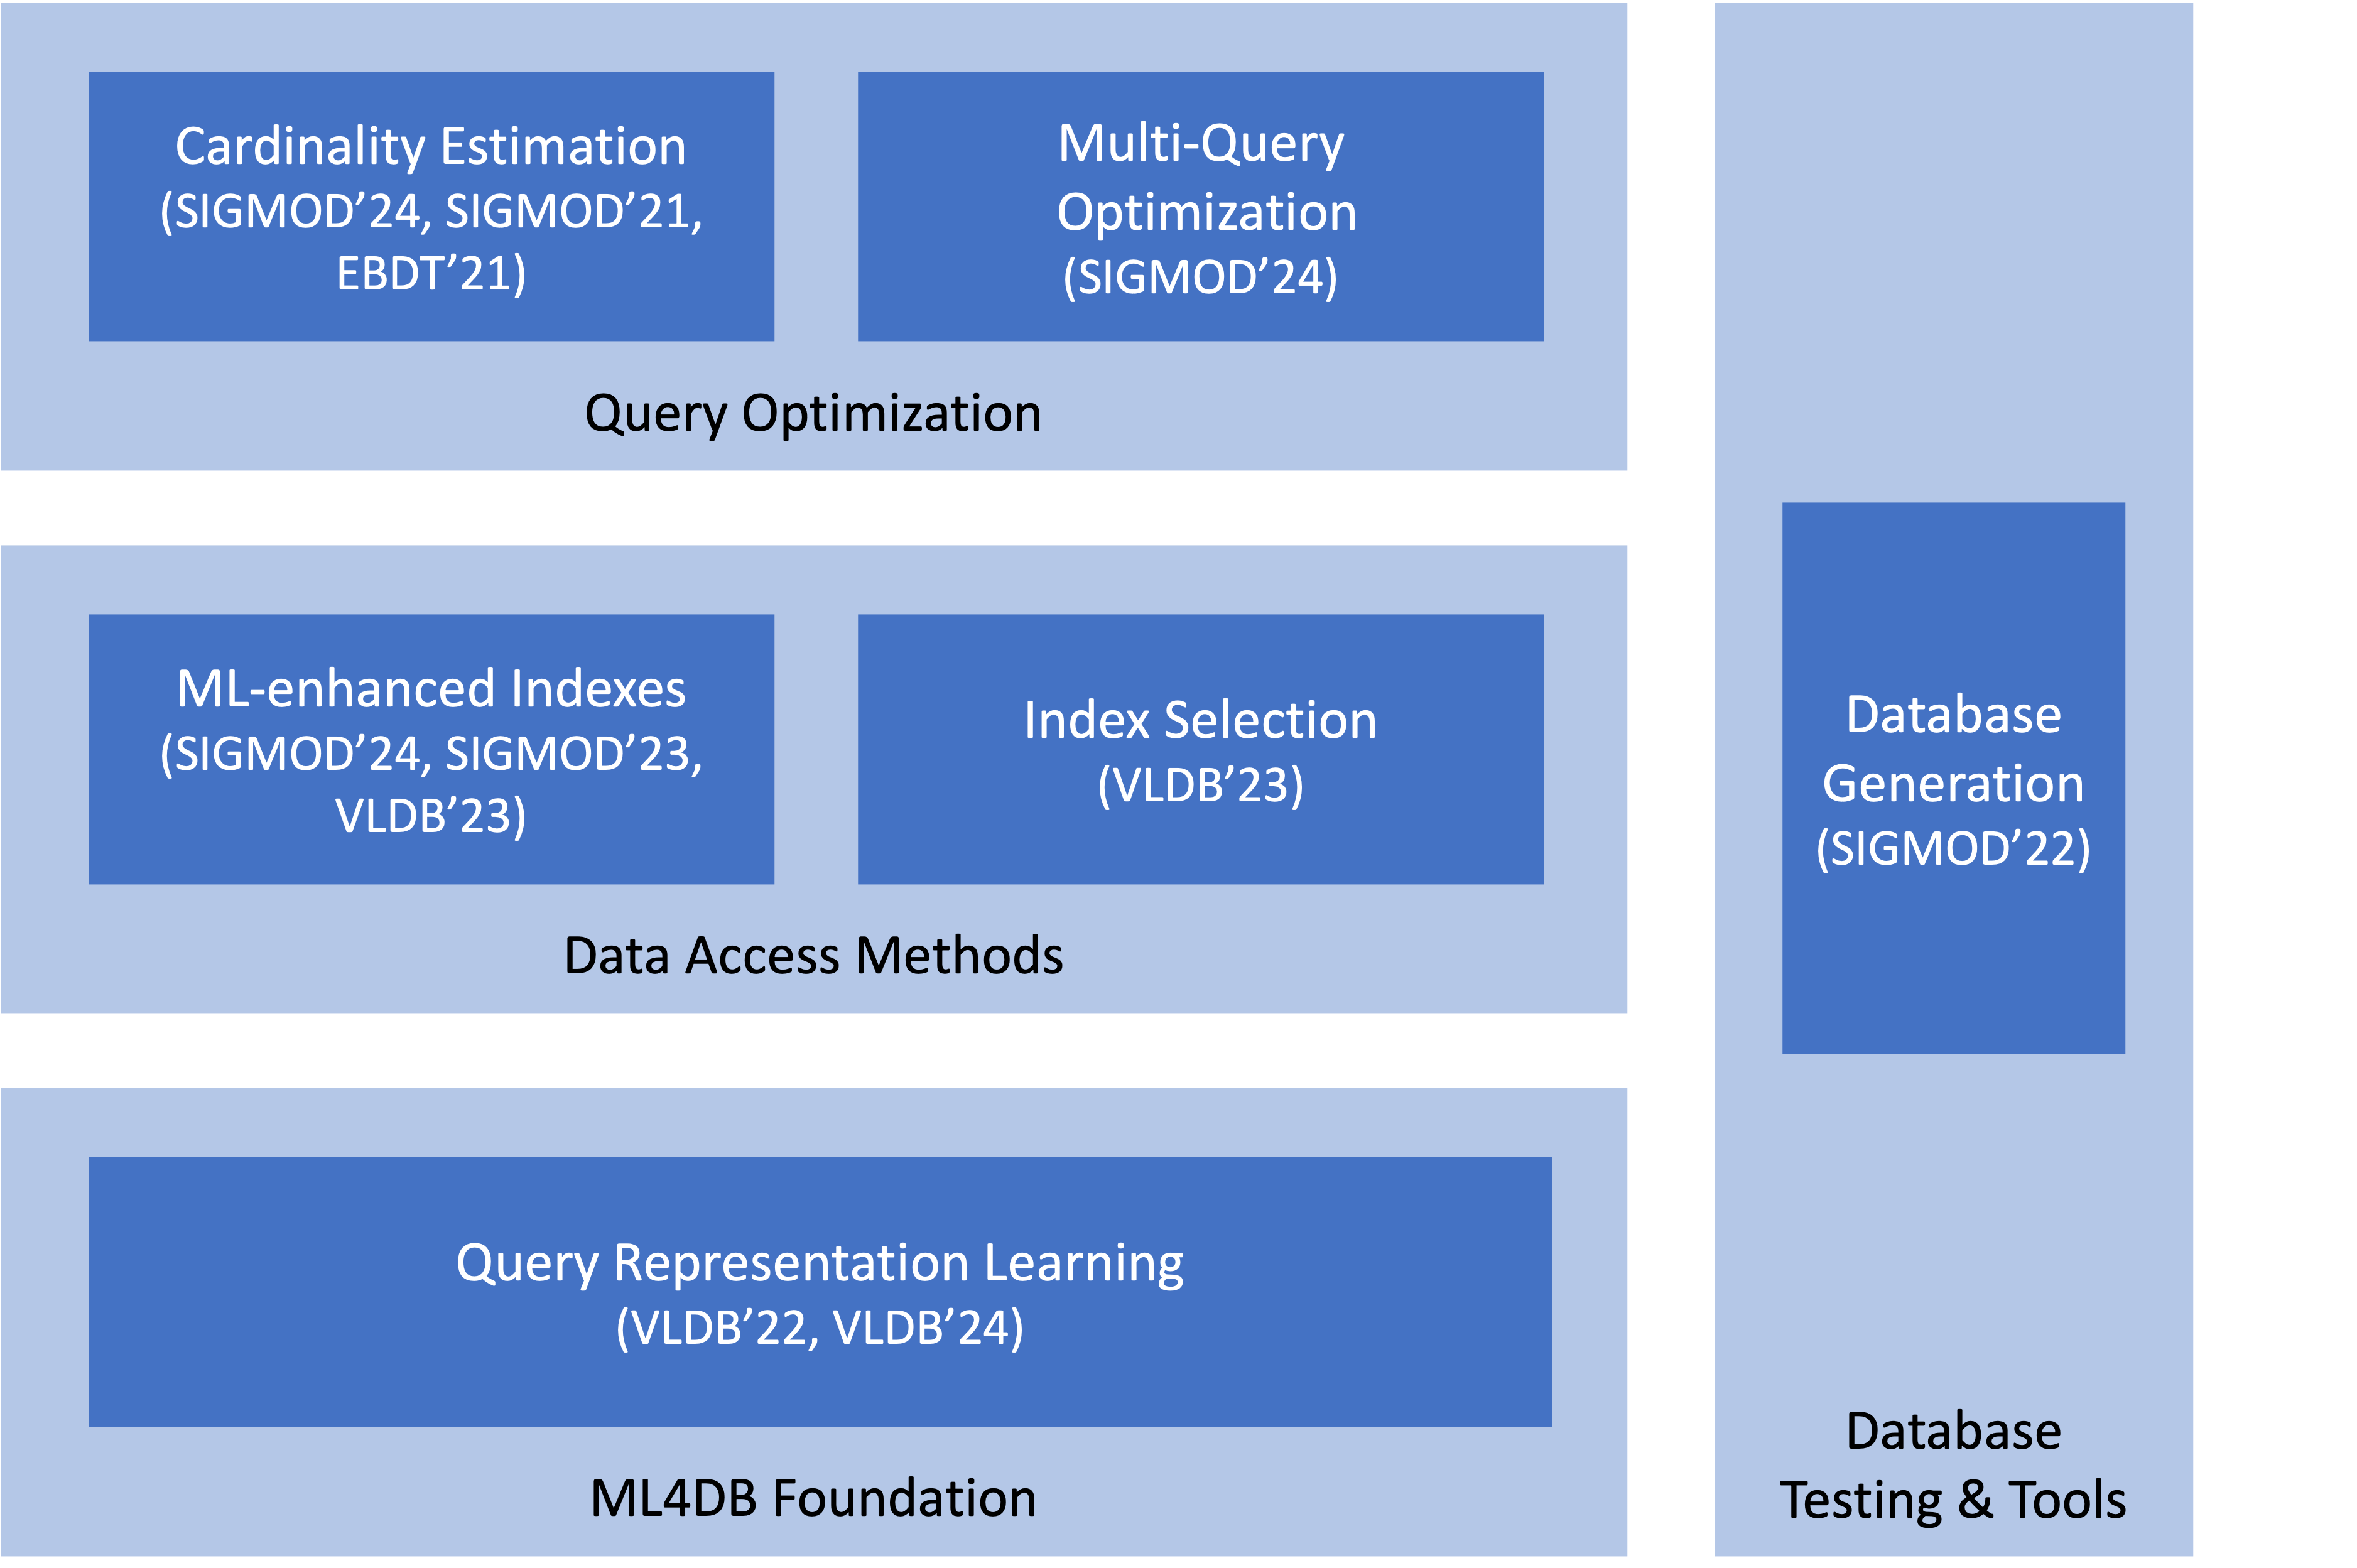 Cardinality Estimation
(SIGMOD’24, SIGMOD’21,
EBDT’21)
Multi-Query
Optimization
(SIGMOD’24)
Query Optimization
ML-enhanced Indexes
(SIGMOD’24, SIGMOD’23,
VLDB’23)
Index Selection
(VLDB’23)
Data Access Methods
Query Representation Learning
(VLDB’22, VLDB’24)
ML4DB Foundation
Database
Generation
(SIGMOD’22)
Database
Testing & Tools